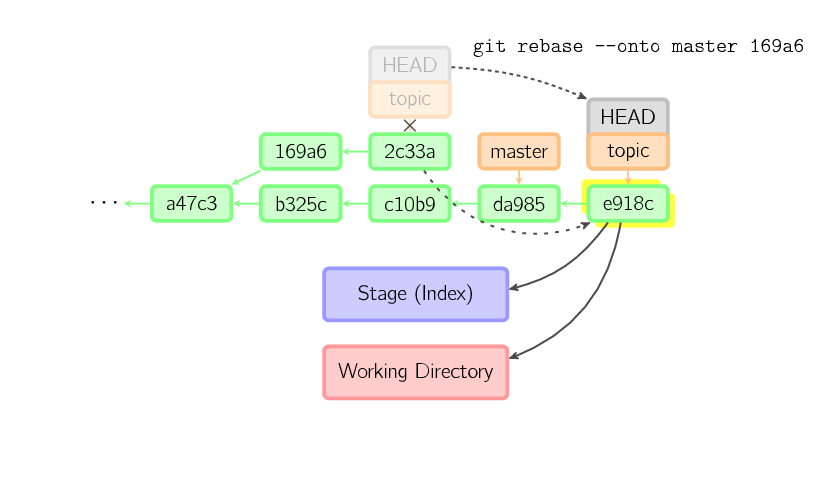 git rebase --onto master 169a6
HEAD
topic
HEAD
topic
169a6
2c33a
master
... a47c3
b325c
c10b9
da985
e918c
Stage (Index)
Working Directory